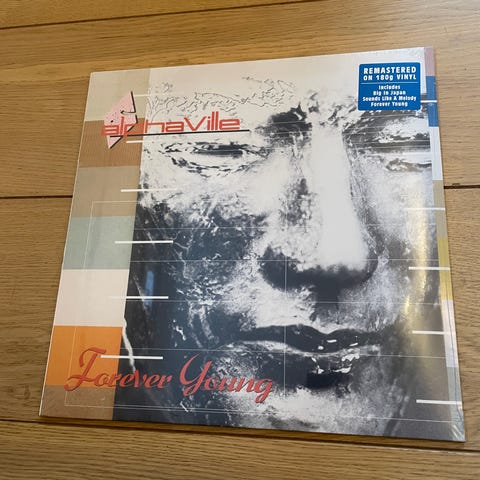 REMASTERED
ON 180g VINYL
Includes
Big In Japan
Sounds Like A Melody
Forever Young
alphaville
Forever Young